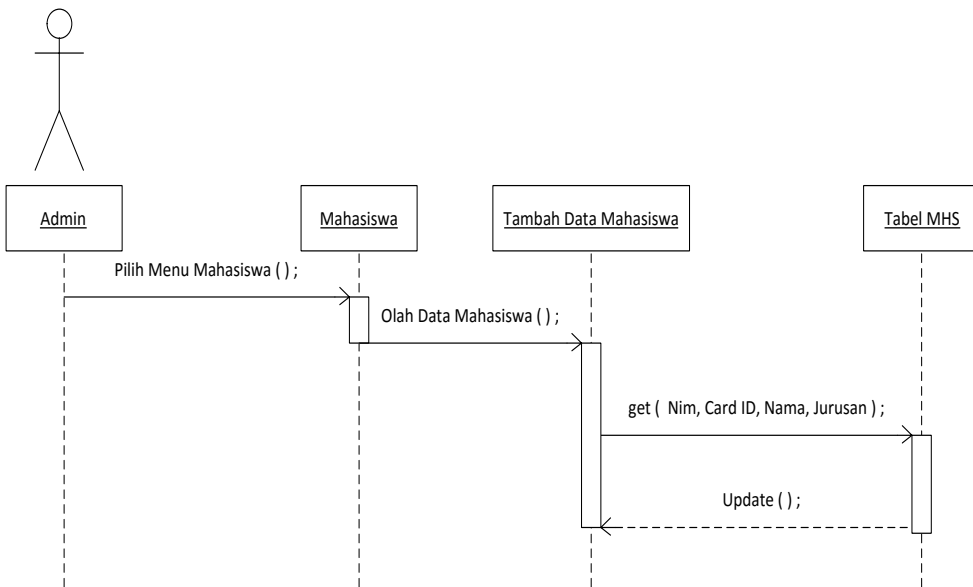 Admin
Mahasiswa
Tambah Data Mahasiswa
Tabel MHS
Pilih Menu Mahasiswa ( ) ;
Olah Data Mahasiswa ( ) ;
get ( Nim, Card ID, Nama, Jurusan ) ;
Update ( ) ;